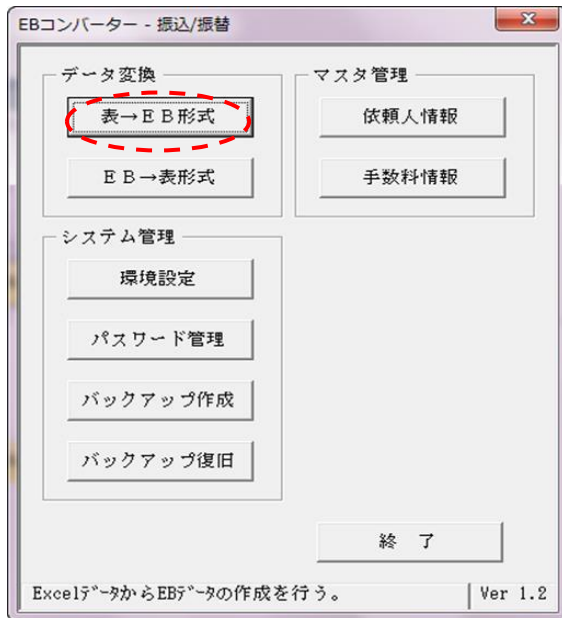 EBコンバーター - 振込/振替
データ変換
表→ＥＢ形式
ＥＢ→表形式
マスタ管理
依頼人情報
手数料情報
システム管理
環境設定
パスワード管理
バックアップ作成
バックアップ復旧
終　了
Excelﾃﾞｰﾀからｅｂﾃﾞｰﾀの作成を行う。
Ver 1.2